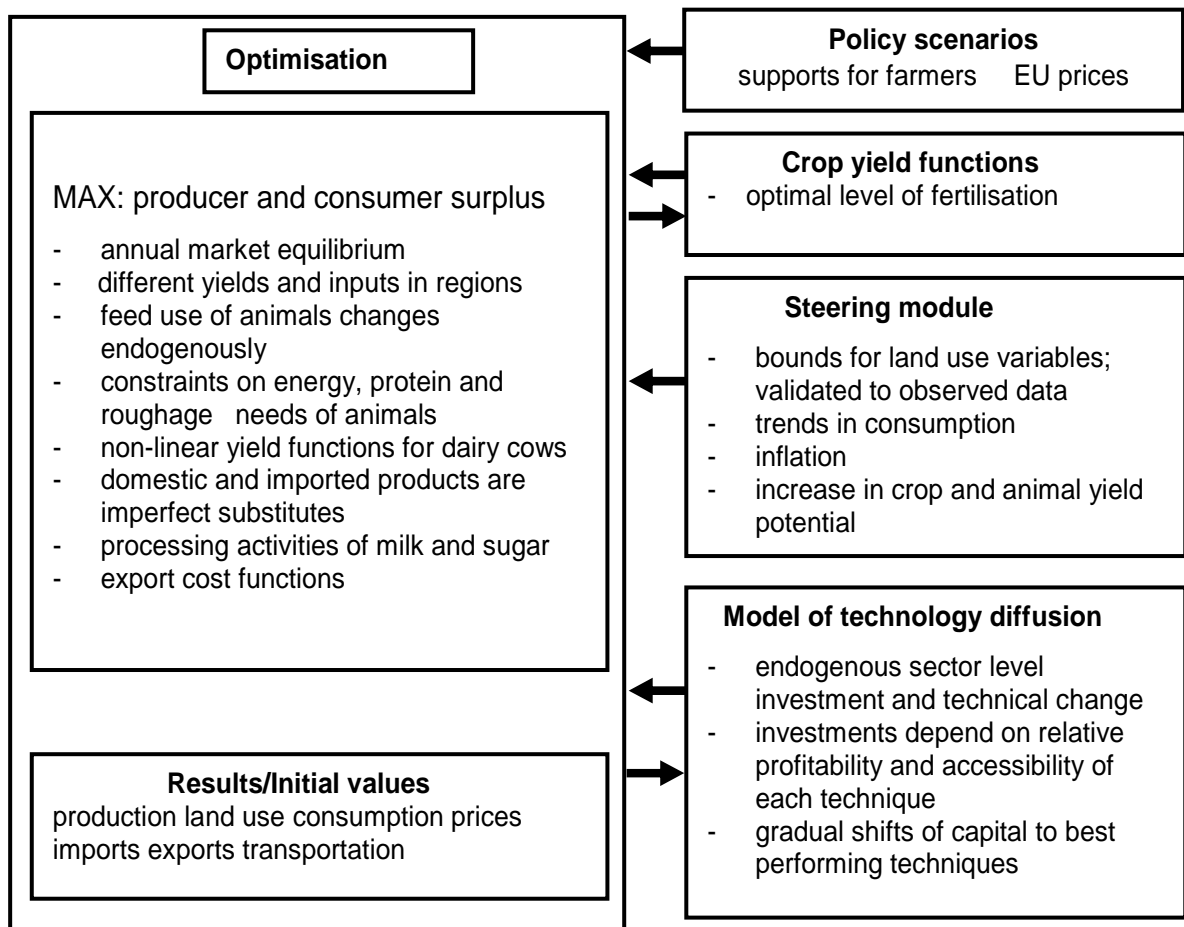 Optimisation
MAX: producer and consumer surplus
- annual market equilibrium
- different yields and inputs in regions
- feed use of animals changes
endogenously
- constraints on energy, protein and
roughage needs of animals
- non-linear yield functions for dairy cows
- domestic and imported products are
imperfect substitutes
- processing activities of milk and sugar
- export cost functions
Results/Initial values
production land use consumption prices
imports exports transportation
Policy scenarios
supports for farmers EU prices
Crop yield functions
- optimal level of fertilisation
Steering module
- bounds for land use variables;
validated to observed data
- trends in consumption
- inflation
- increase in crop and animal yield
potential
Model of technology diffusion
- endogenous sector level
investment and technical change
- investments depend on relative
profitability and accessibility of
each technique
- gradual shifts of capital to best
performing techniques